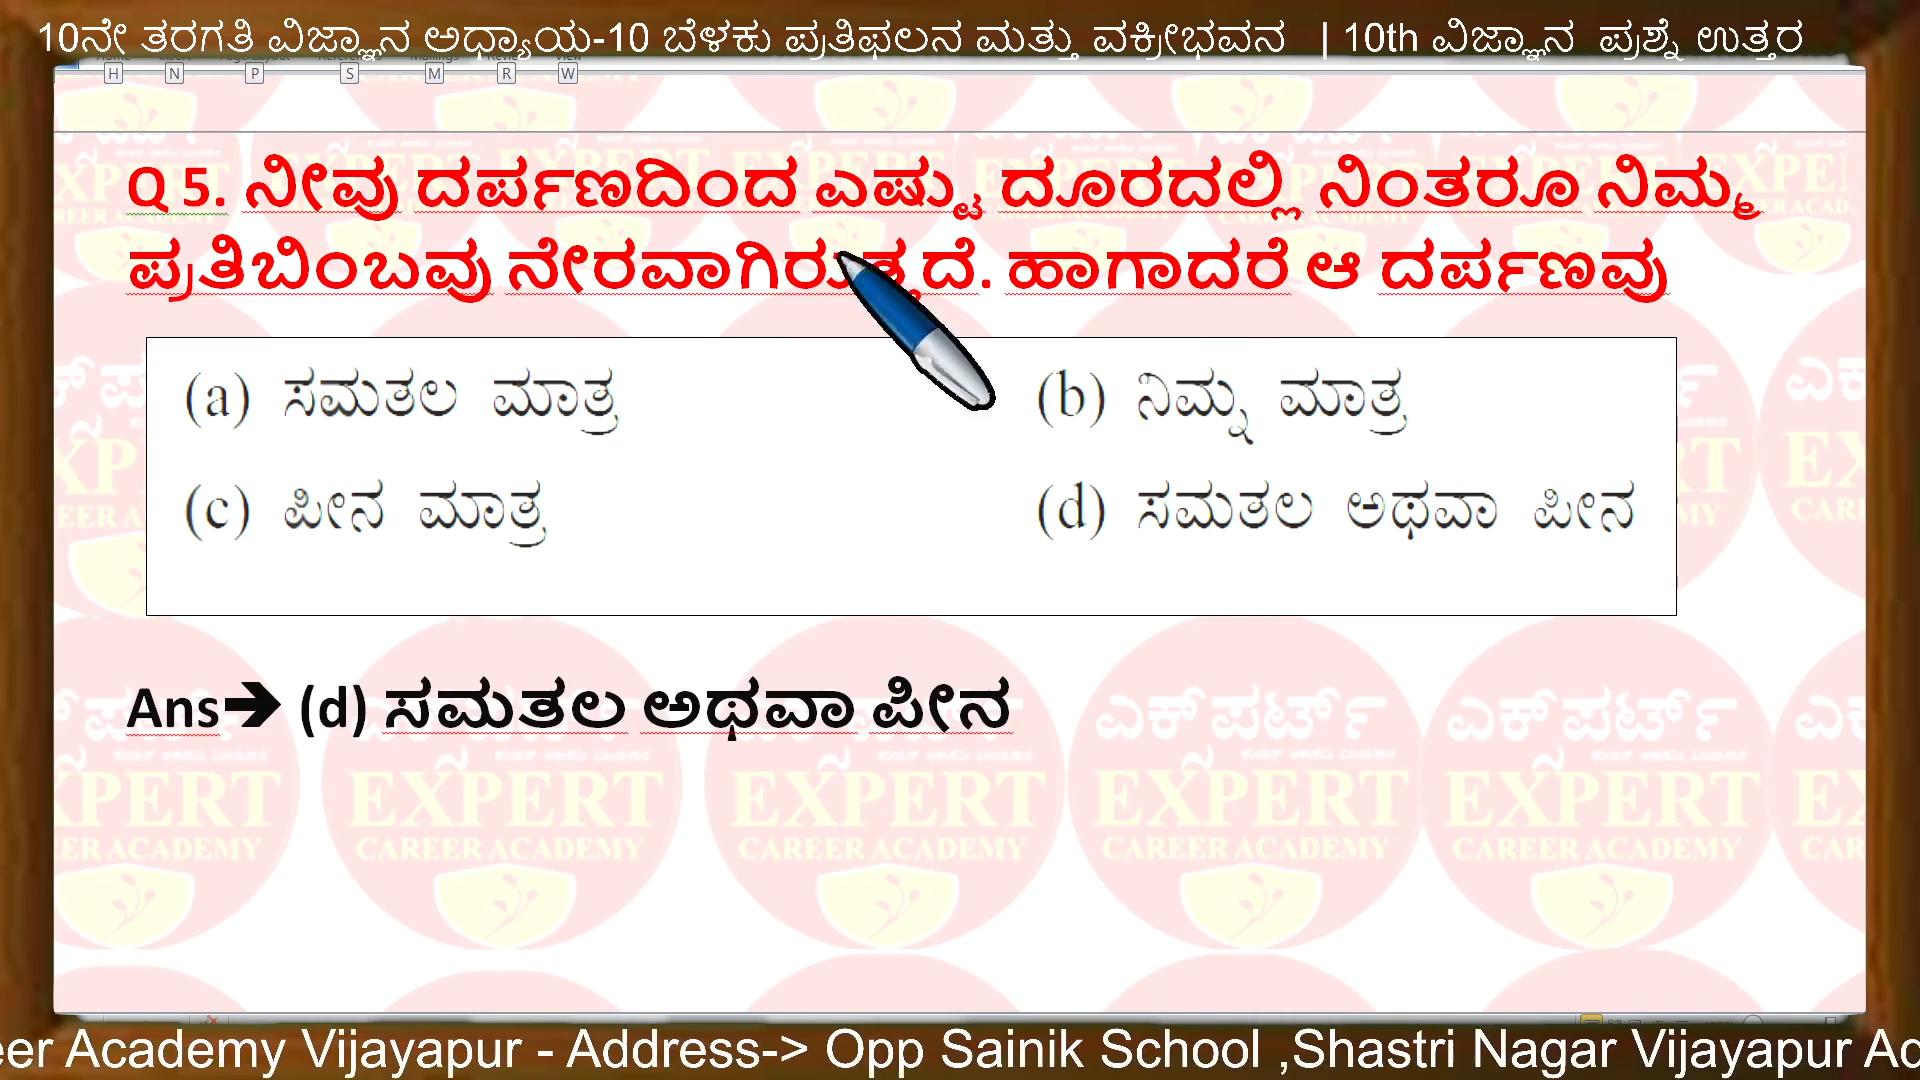 10ನೇ ತರಗತಿ ವಿಜ್ಞಾನ ಅಧ್ಯಾಯ-10 ಬೆಳಕು ಪ್ರತಿಫಲನ ಮತ್ತು ವಕ್ರೀಭವನ | 10th ವಿಜ್ಞಾನ ಪ್ರಶ್ನೆ ಉತ್ತರ
H N P S M R W
Q 5. ನೀವು ದರ್ಪಣದಿಂದ ಎಷ್ಟು ದೂರದಲ್ಲಿ ನಿಂತರೂ ನಿಮ್ಮ
ಪ್ರತಿಬಿಂಬವು ನೇರವಾಗಿರುತ್ತದೆ. ಹಾಗಾದರೆ ಆ ದರ್ಪಣವು
(a) ಸಮತಲ ಮಾತ್ರ (b) ನಿಮ್ನ ಮಾತ್ರ
(c) ಪೀನ ಮಾತ್ರ (d) ಸಮತಲ ಅಥವಾ ಪೀನ
Ans➔ (d) ಸಮತಲ ಅಥವಾ ಪೀನ
ಎಕ್ಸ್‌ಪರ್ಟ್
EXPERT
CAREER ACADEMY
eer Academy Vijayapur - Address-> Opp Sainik School ,Shastri Nagar Vijayapur Ac